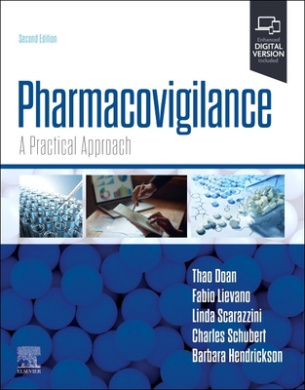 Second Edition
Enhanced
DIGITAL
VERSION
Included
Pharmacovigilance
A Practical Approach
Thao Doan
Fabio Lievano
Linda Scarazzini
Charles Schubert
Barbara Hendrickson
ELSEVIER